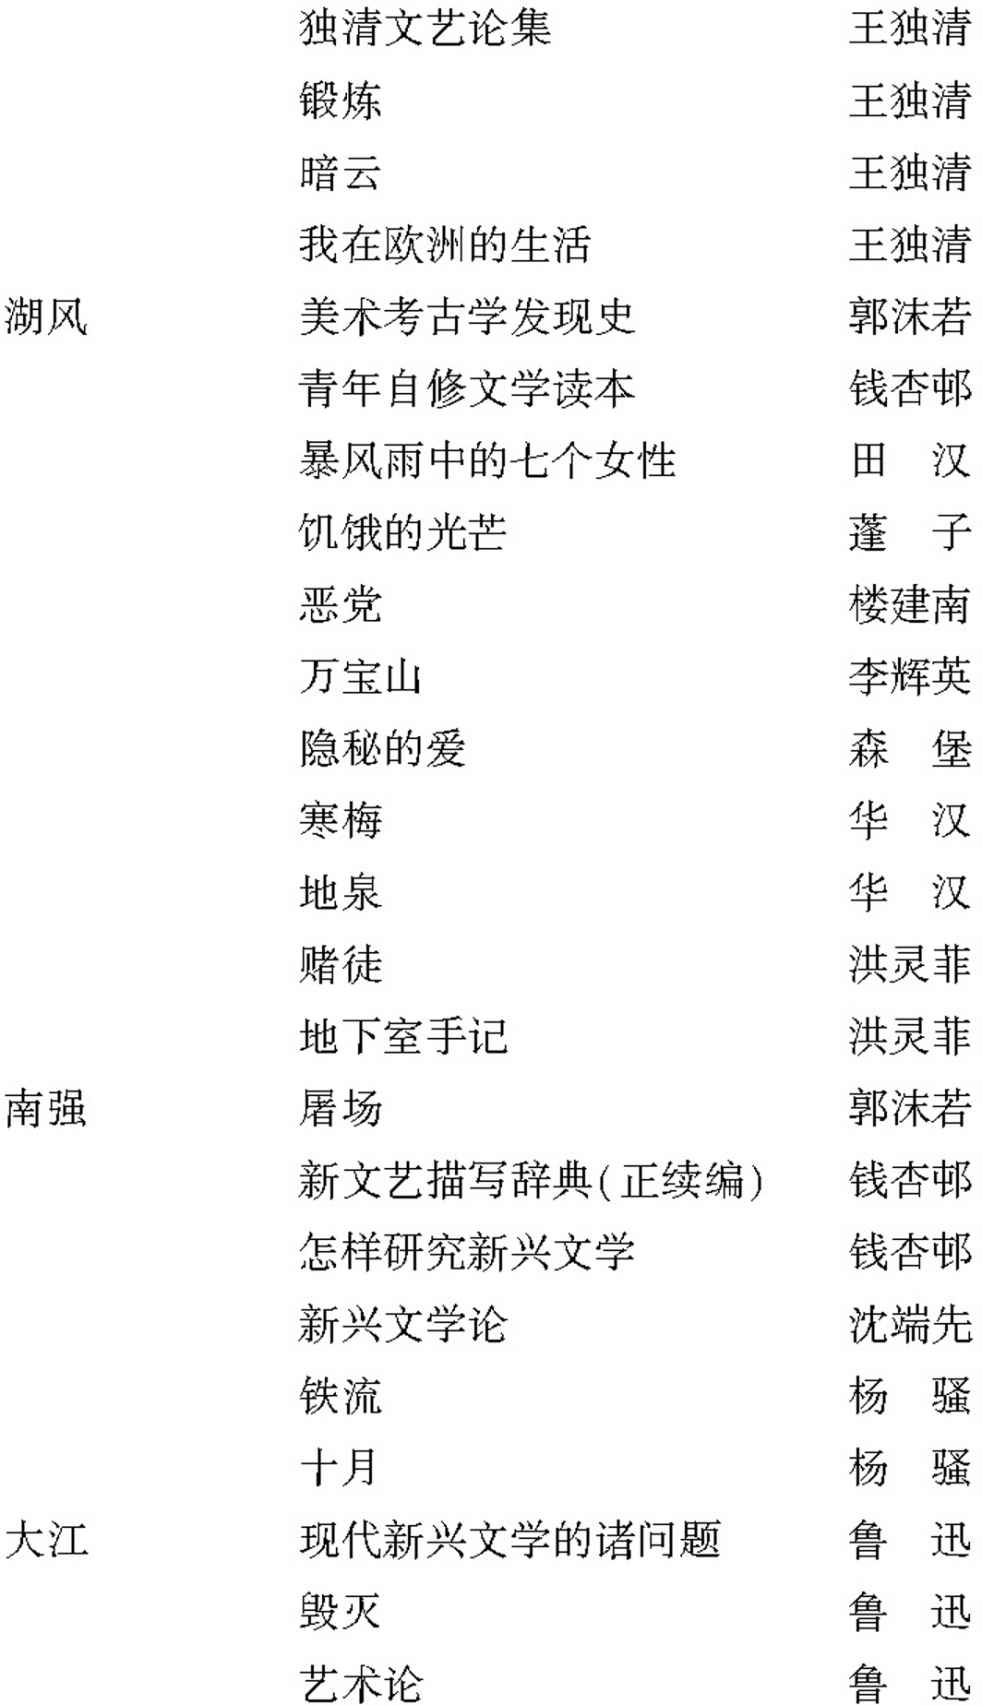 独清文艺论集 王独清
锻炼 王独清
暗云 王独清
我在欧洲的生活 王独清
湖风 美术考古学发现史 郭沫若
青年自修文学读本 钱杏邨
暴风雨中的七个女性 田 汉
饥饿的光芒 蓬 子
恶党 楼建南
万宝山 李辉英
隐秘的爱 森 堡
寒梅 华 汉
地泉 华 汉
赌徒 洪灵菲
地下室手记 洪灵菲
南强 屠场 郭沫若
新文艺描写辞典(正续编) 钱杏邨
怎样研究新兴文学 钱杏邨
新兴文学论 沈端先
铁流 杨 骚
十月 杨 骚
大江 现代新兴文学的诸问题 鲁 迅
毁灭 鲁 迅
艺术论 鲁 迅